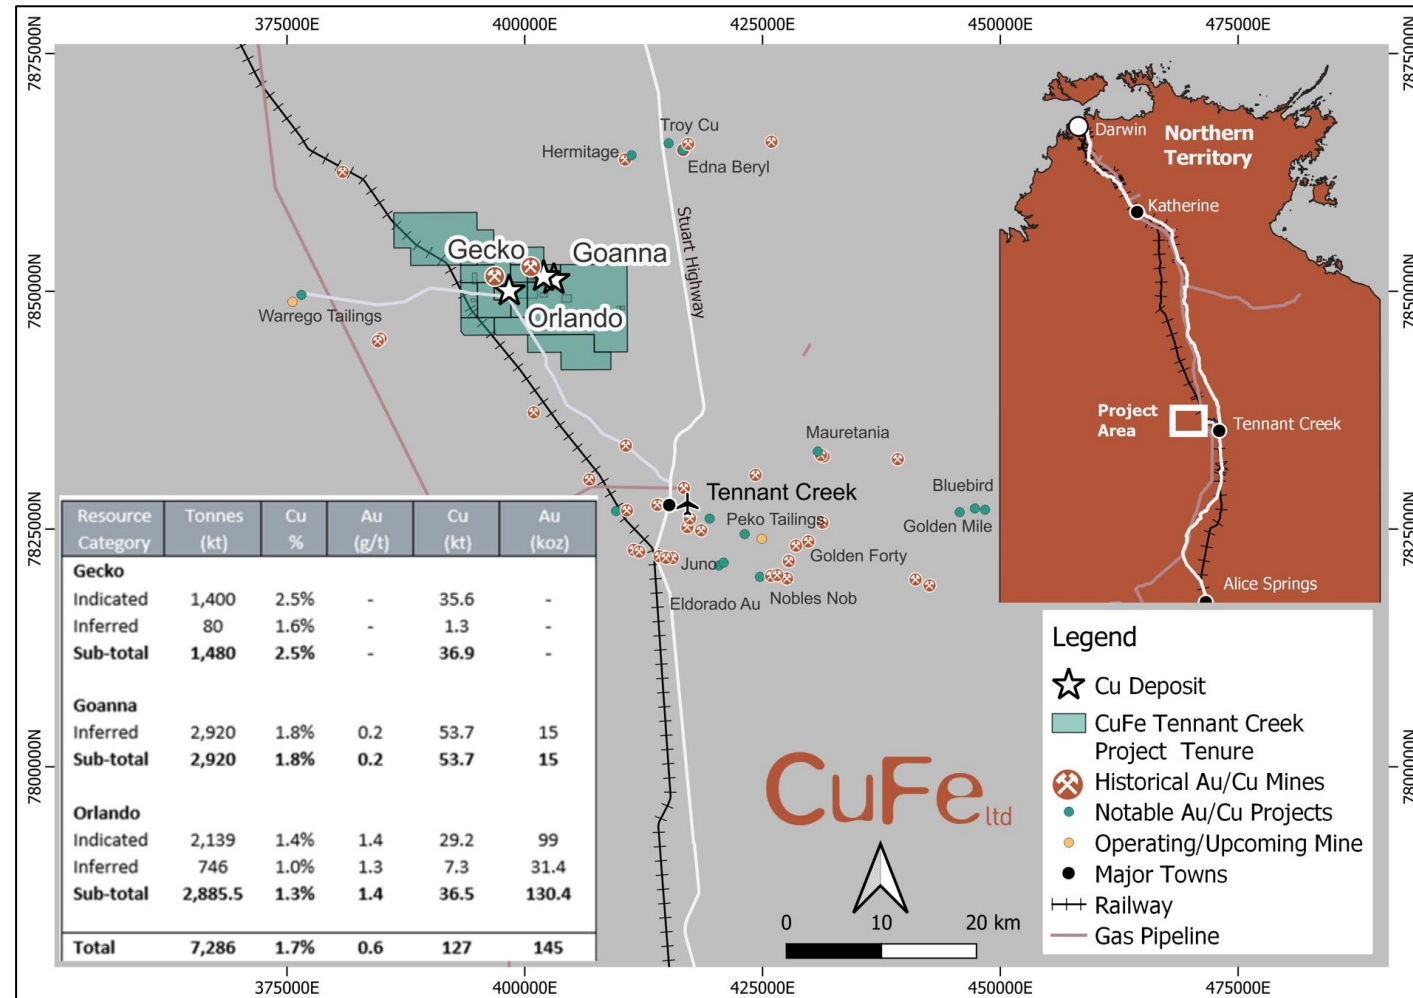 375000E 400000E 425000E 450000E 475000E
7875000N 7875000N
7850000N 7850000N
7825000N 7825000N
7800000N 7800000N
Troy Cu
Hermitage
Edna Beryl
Stuart Highway
Gecko
Goanna
Orlando
Warrego Tailings
Mauretania
Tennant Creek
Bluebird
Peko Tailings
Golden Mile
Golden Forty
Juno
Eldorado Au
Nobles Nob
Darwin
Northern
Territory
Katherine
Project
Area
Tennant Creek
Alice Springs
Resource Tonnes Cu Au Cu Au
Category (kt) % (g/t) (kt) (koz)
Gecko
Indicated 1,400 2.5% - 35.6 -
Inferred 80 1.6% - 1.3 -
Sub-total 1,480 2.5% - 36.9 -
Goanna
Inferred 2,920 1.8% 0.2 53.7 15
Sub-total 2,920 1.8% 0.2 53.7 15
Orlando
Indicated 2,139 1.4% 1.4 29.2 99
Inferred 746 1.0% 1.3 7.3 31.4
Sub-total 2,885.5 1.3% 1.4 36.5 130.4
Total 7,286 1.7% 0.6 127 145
CuFe ltd
0 10 20 km
Legend
Cu Deposit
CuFe Tennant Creek
Project Tenure
Historical Au/Cu Mines
Notable Au/Cu Projects
Operating/Upcoming Mine
Major Towns
Railway
Gas Pipeline
375000E 400000E 425000E 450000E 475000E